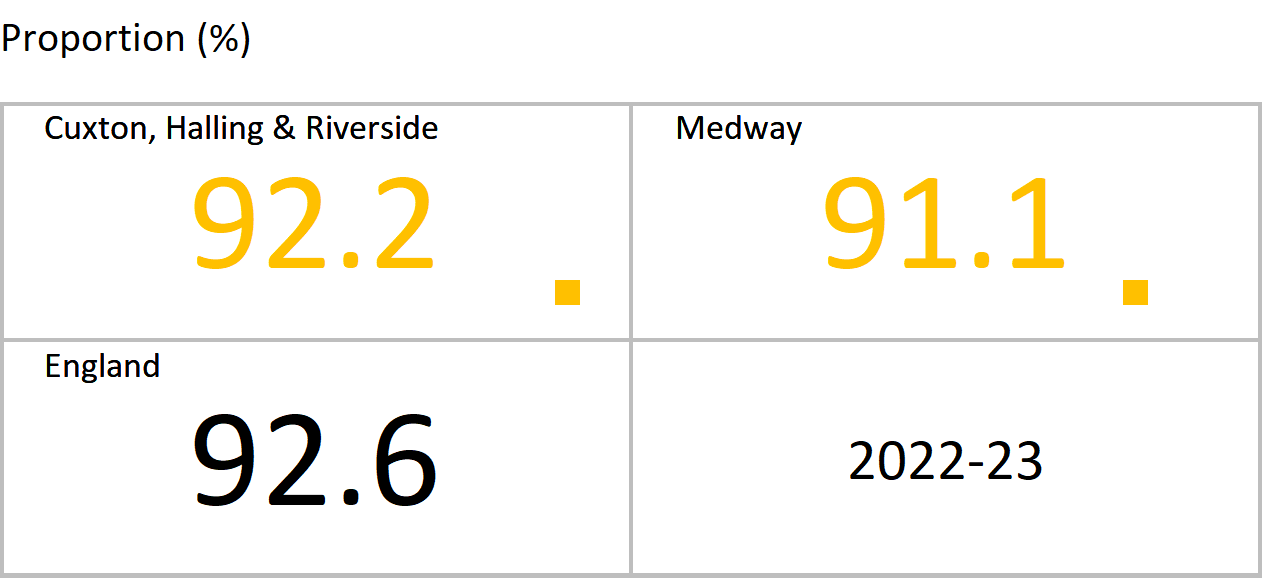 Proportion (%)
Cuxton, Halling & Riverside
92.2
Medway
91.1
England
92.6
2022-23